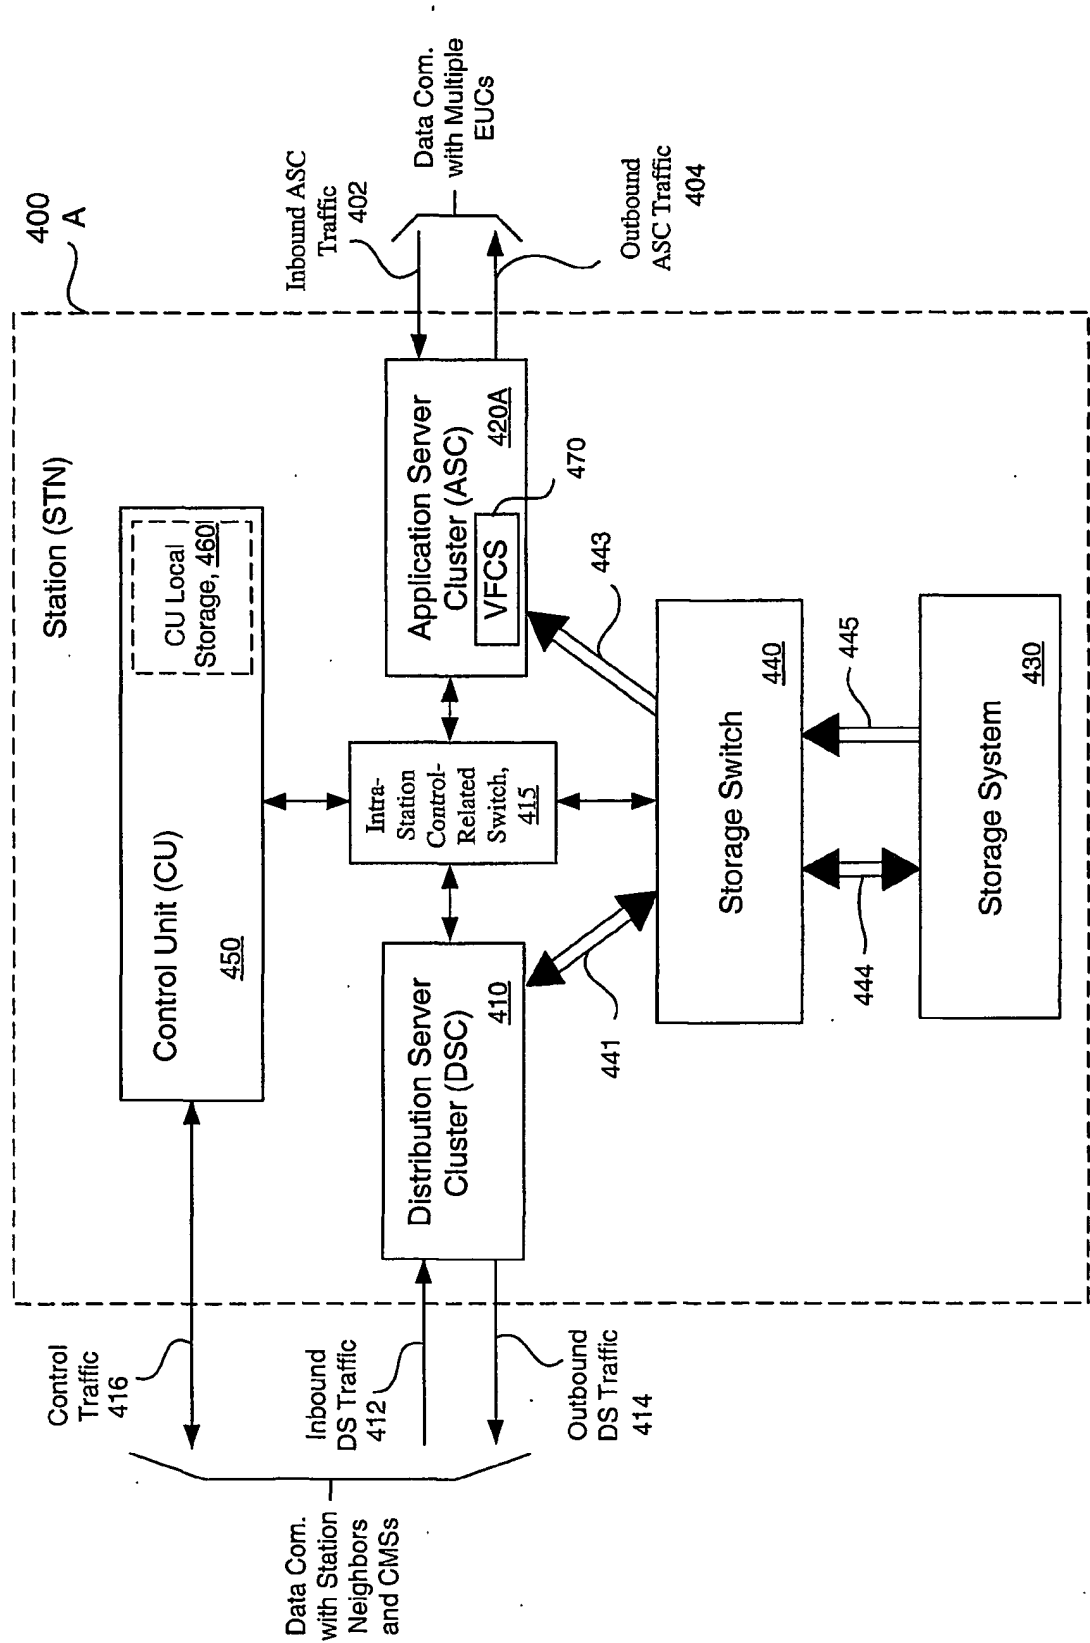 400
A
Station (STN)
Control Unit (CU)
450
CU Local
Storage, 460
Control
Traffic
416
Data Com.
with Station
Neighbors
and CMSs
Inbound
DS Traffic
412
Outbound
DS Traffic
414
Distribution Server
Cluster (DSC)
410
Intra-
Station
Control-
Related
Switch,
415
Application Server
Cluster (ASC)
420A
VFCS
470
Inbound ASC
Traffic
402
Outbound
ASC Traffic
404
Data Com.
with Multiple
EUCs
441
443
Storage Switch
440
444
445
Storage System
430